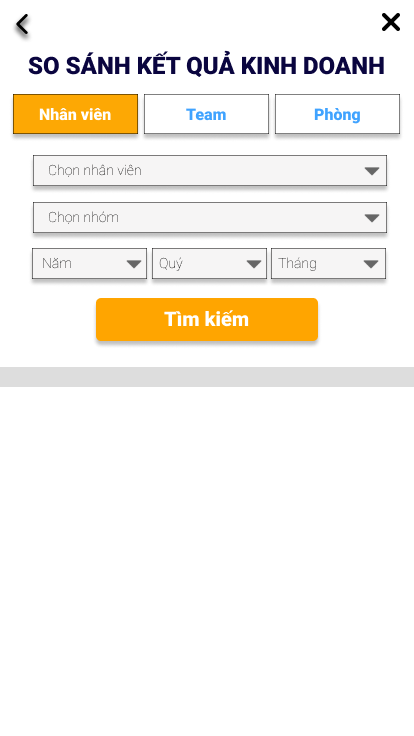 SO SÁNH KẾT QUẢ KINH DOANH
Nhân viên Team Phòng
Chọn nhân viên
Chọn nhóm
Năm Quý Tháng
Tìm kiếm